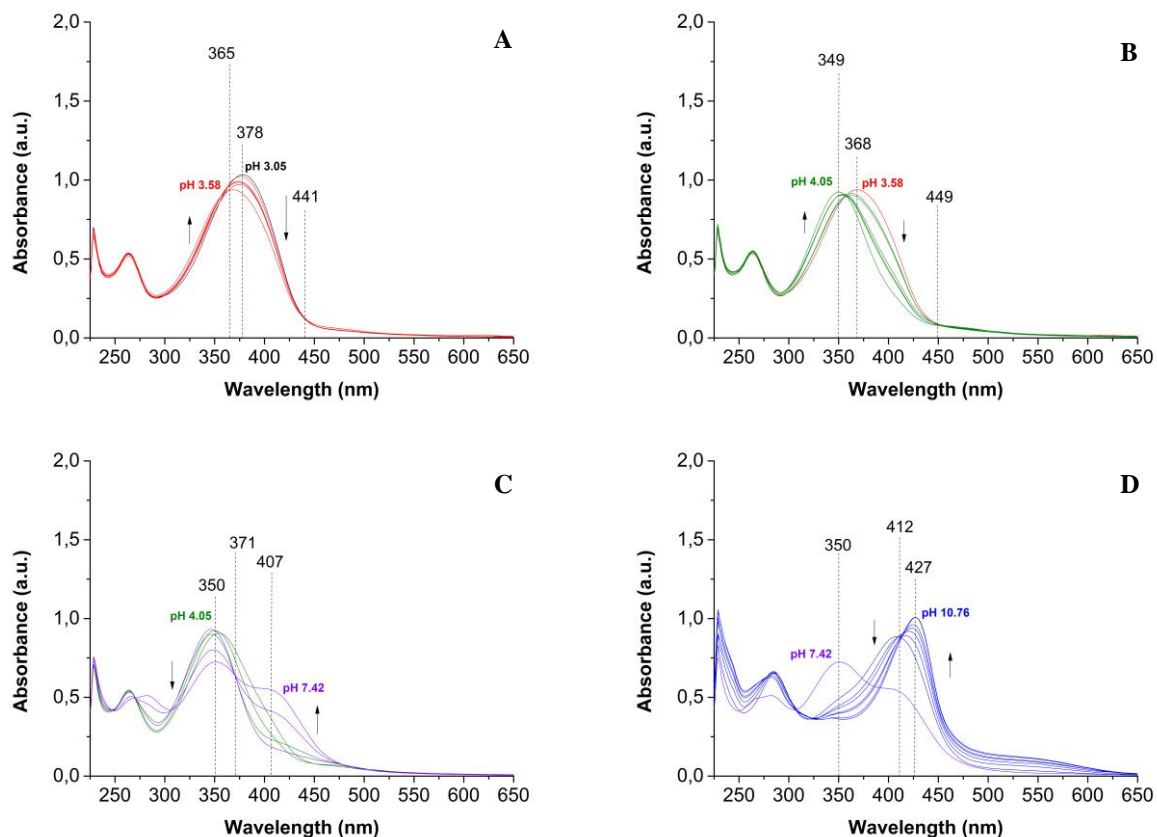 A
2,0
1,5
1,0
0,5
0,0
Absorbance (a.u.)
365
378
pH 3.05
pH 3.58
441
250 300 350 400 450 500 550 600 650
Wavelength (nm)
B
2,0
1,5
1,0
0,5
0,0
Absorbance (a.u.)
349
368
pH 4.05
pH 3.58
449
250 300 350 400 450 500 550 600 650
Wavelength (nm)
C
2,0
1,5
1,0
0,5
0,0
Absorbance (a.u.)
371
407
350
pH 4.05
pH 7.42
250 300 350 400 450 500 550 600 650
Wavelength (nm)
D
2,0
1,5
1,0
0,5
0,0
Absorbance (a.u.)
412
350
427
pH 10.76
pH 7.42
250 300 350 400 450 500 550 600 650
Wavelength (nm)